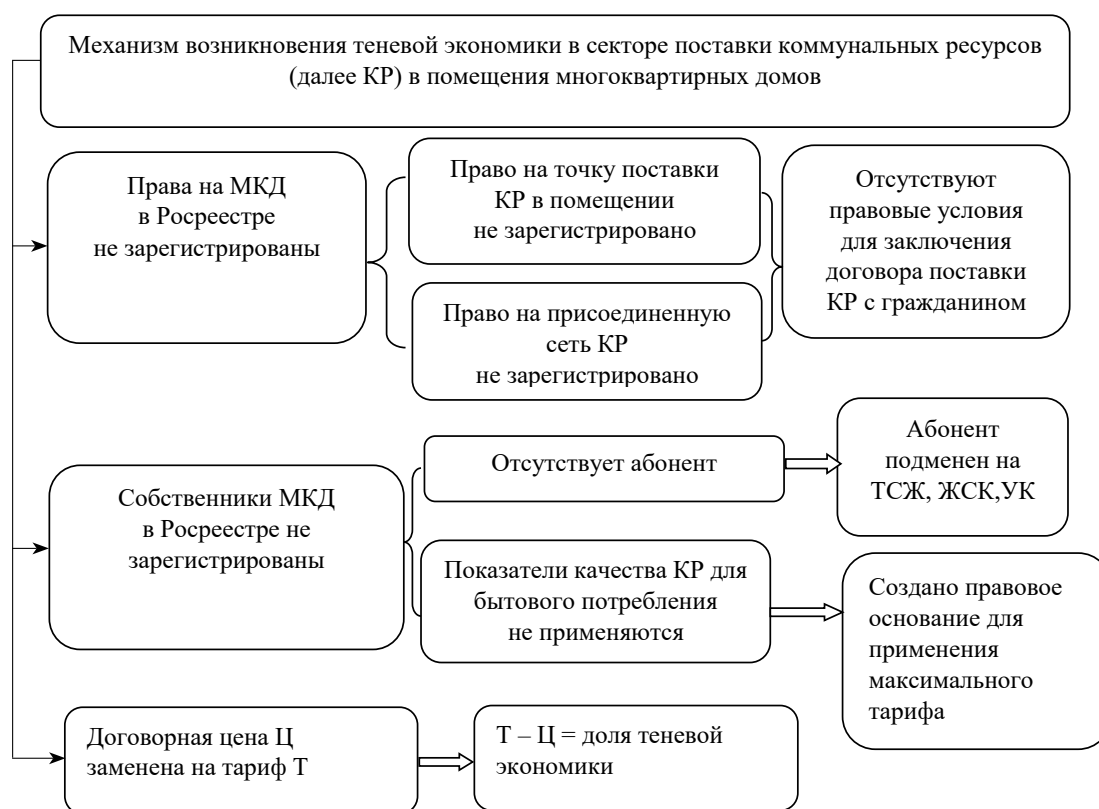 Механизм возникновения теневой экономики в секторе поставки коммунальных ресурсов
(далее КР) в помещения многоквартирных домов
Права на МКД
в Росреестре
не зарегистрированы
Право на точку поставки
КР в помещении
не зарегистрировано
Право на присоединенную
сеть КР
не зарегистрировано
Отсутствуют
правовые условия
для заключения
договора поставки
КР с гражданином
Собственники МКД
в Росреестре не
зарегистрированы
Отсутствует абонент
Абонент
подменен на
ТСЖ, ЖСК,УК
Показатели качества КР для
бытового потребления
не применяются
Создано правовое
основание для
применения
максимального
тарифа
Договорная цена Ц
заменена на тариф Т
Т – Ц = доля теневой
экономики